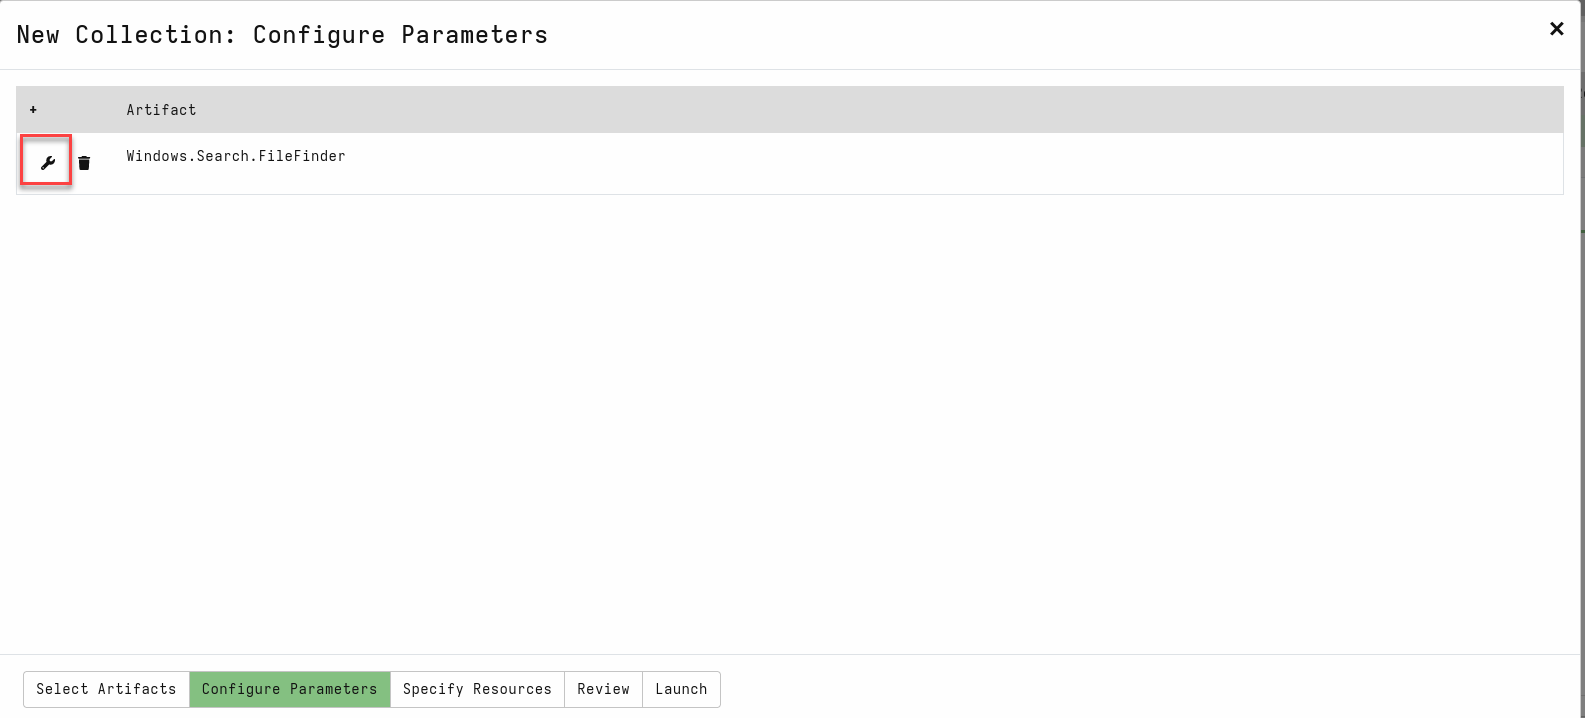 New Collection: Configure Parameters
+ Artifact
Windows.Search.FileFinder
Select Artifacts Configure Parameters Specify Resources Review Launch